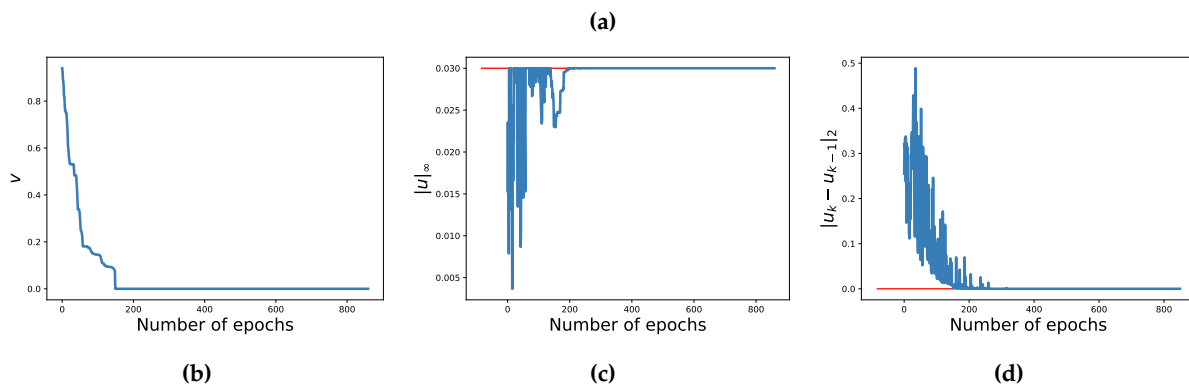 (a)
0.8
0.6
0.4
0.2
0.0
v
0 200 400 600 800
Number of epochs
(b)
0.030
0.025
0.020
0.015
0.010
0.005
|u|∞
0 200 400 600 800
Number of epochs
(c)
0.5
0.4
0.3
0.2
0.1
0.0
|uₖ − uₖ₋₁|₂
0 200 400 600 800
Number of epochs
(d)